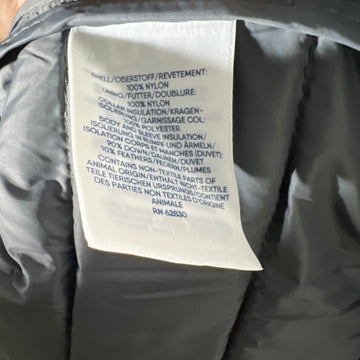 SHELL/OBERSTOFF/REVETEMENT:
100% NYLON
LINING/FUTTER/DOUBLURE:
100% NYLON
COLLAR INSULATION/KRAGEN-
ISOLIERUNG/GARNISSAGE COL:
100% POLYESTER
BODY AND SLEEVE INSULATION/
ISOLIERUNG IN RUMPF UND ÄRMELN/
ISOLATION CORPS ET MANCHES (DUVET):
90% DOWN/DAUNEN/DUVET
10% FEATHERS/FEDERN/PLUMES
CONTAINS NON-TEXTILE PARTS OF
ANIMAL ORIGIN/ENTHÄLT NICHT-TEXTILE
TEILE TIERISCHEN URSPRUNGS/CONTIENT
DES PARTIES NON TEXTILES D'ORIGINE
ANIMALE
RN 62830